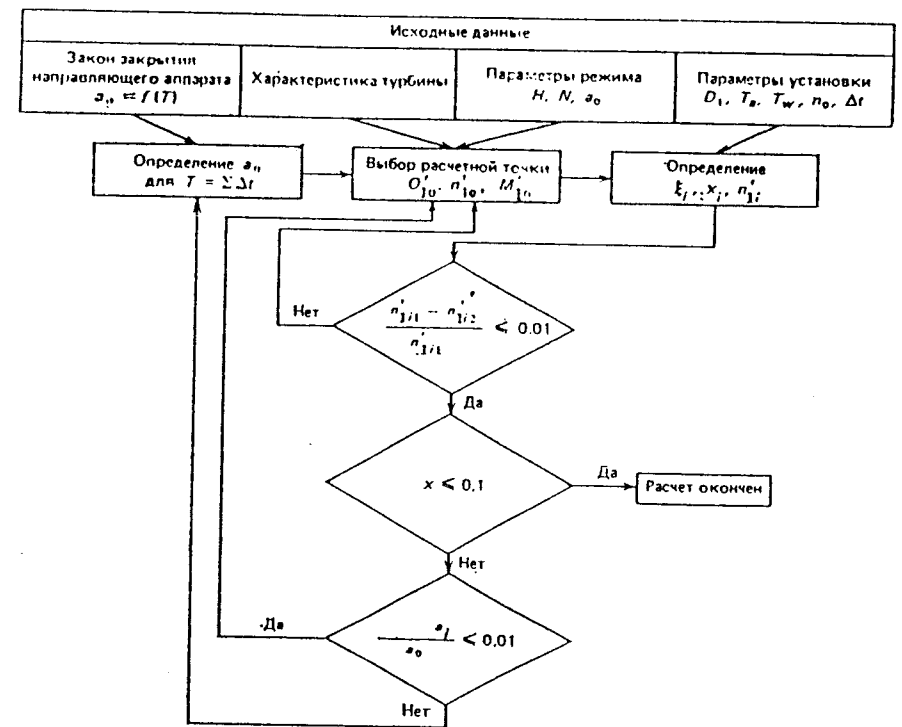 Исходные данные
Закон закрытия
направляющего аппарата
a₀ = f(T)
Характеристика турбины
Параметры режима
H, N, a₀
Параметры установки
D₁, Tₐ, T_w, n₀, Δt
Определение a₀
для T = ΣΔt
Выбор расчетной точки
Q'₁₀, n'₁₀, M'₁₀
Определение
ξᵢ, xᵢ, n'₁ᵢ
Нет
n'₁ᵢ₁ − n'₁ᵢ₂
n'₁ᵢ₁
≤ 0.01
Да
x ≤ 0,1
Да
Расчет окончен
Нет
Да
aᵢ
a₀
≤ 0,01
Нет